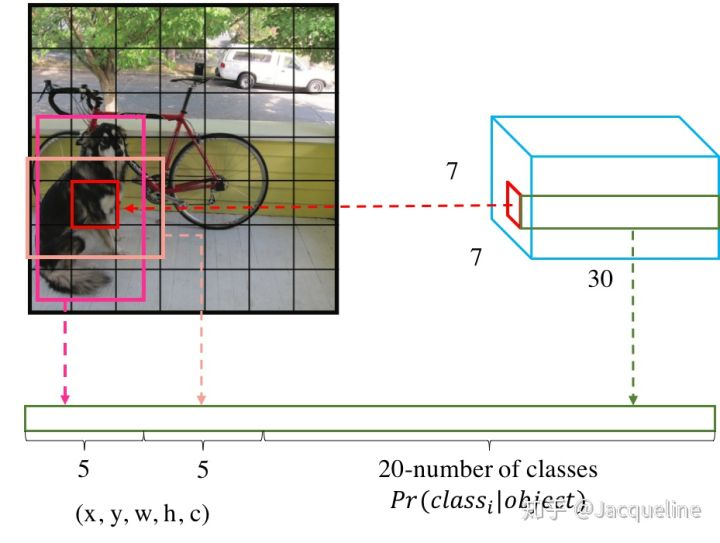 7
7
30
5
5
20-number of classes
(x, y, w, h, c)
Pr(class_i|object)
知乎 @Jacqueline